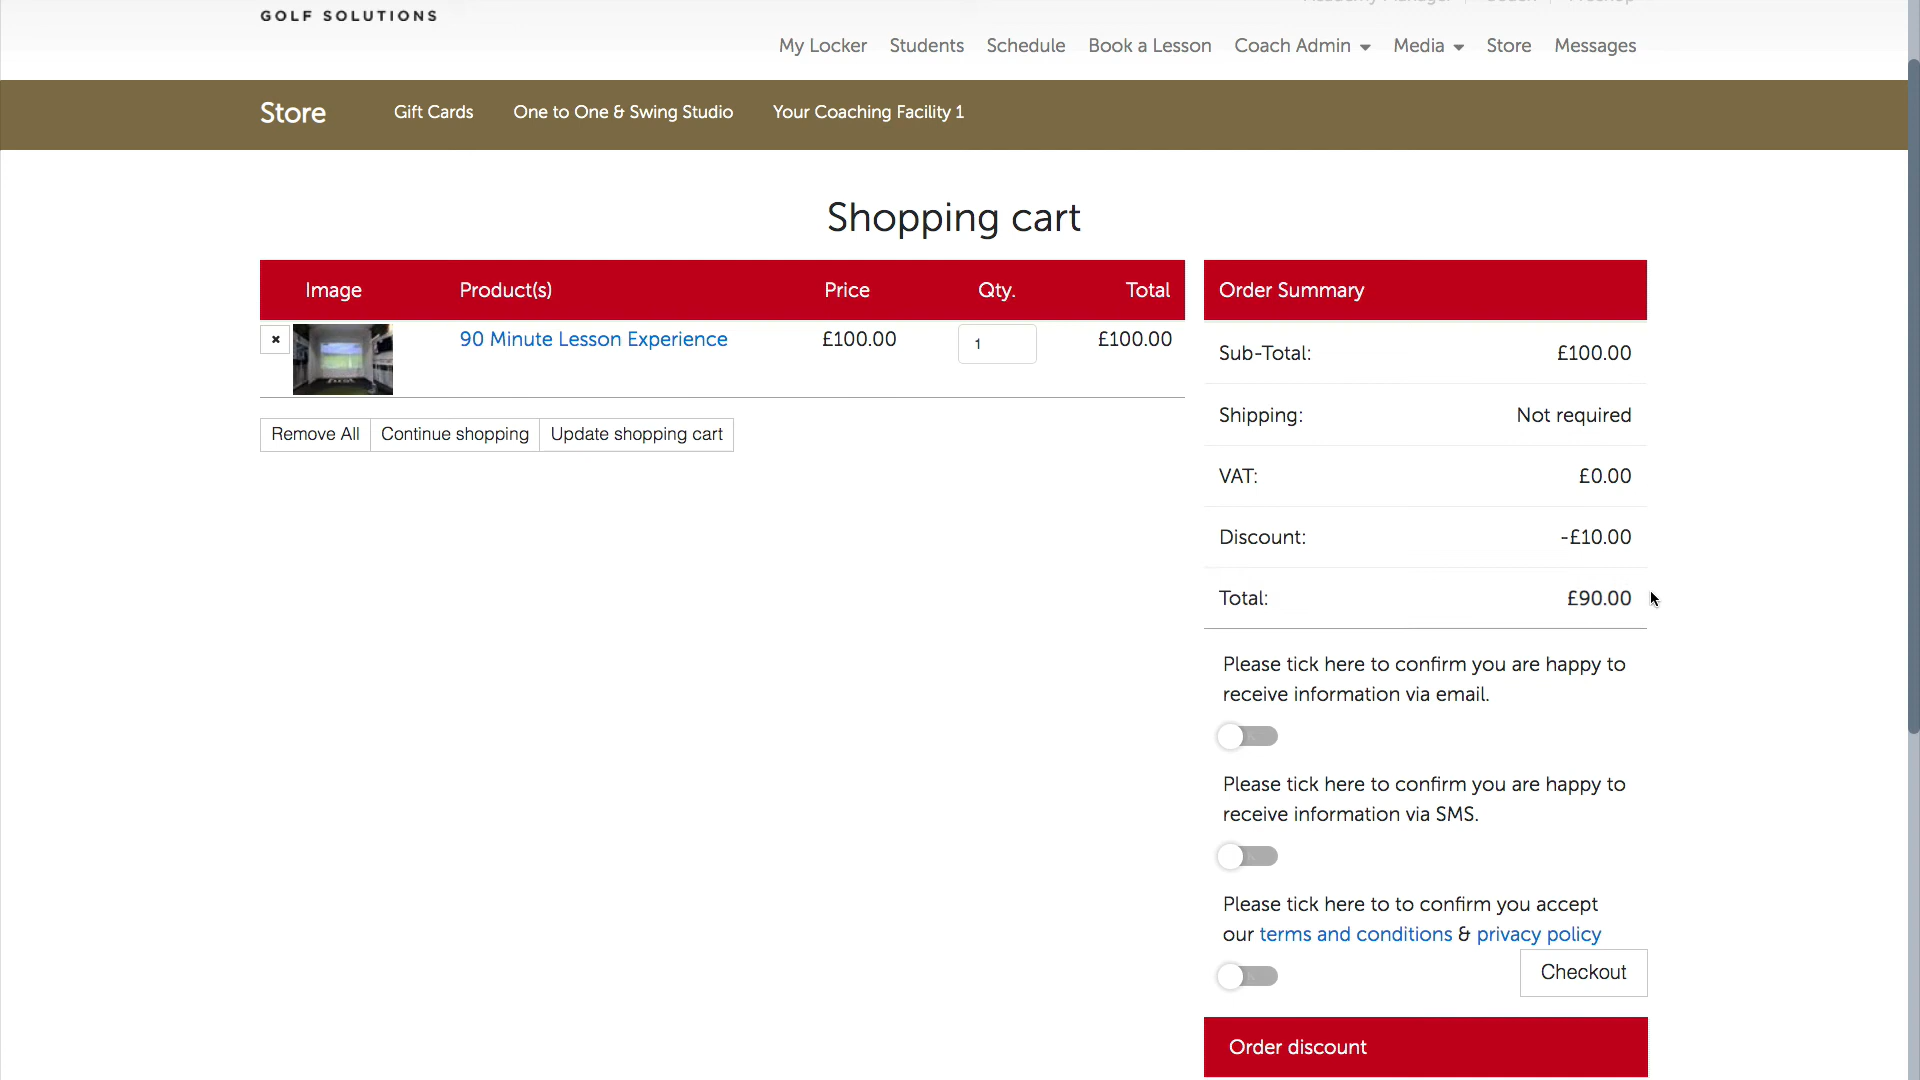 GOLF SOLUTIONS
My Locker Students Schedule Book a Lesson Coach Admin Media Store Messages
Store Gift Cards One to One & Swing Studio Your Coaching Facility 1
Shopping cart
Image Product(s) Price Qty. Total
90 Minute Lesson Experience £100.00 1 £100.00
Remove All Continue shopping Update shopping cart
Order Summary
Sub-Total: £100.00
Shipping: Not required
VAT: £0.00
Discount: -£10.00
Total: £90.00
Please tick here to confirm you are happy to
receive information via email.
Please tick here to confirm you are happy to
receive information via SMS.
Please tick here to to confirm you accept
our terms and conditions & privacy policy
Checkout
Order discount